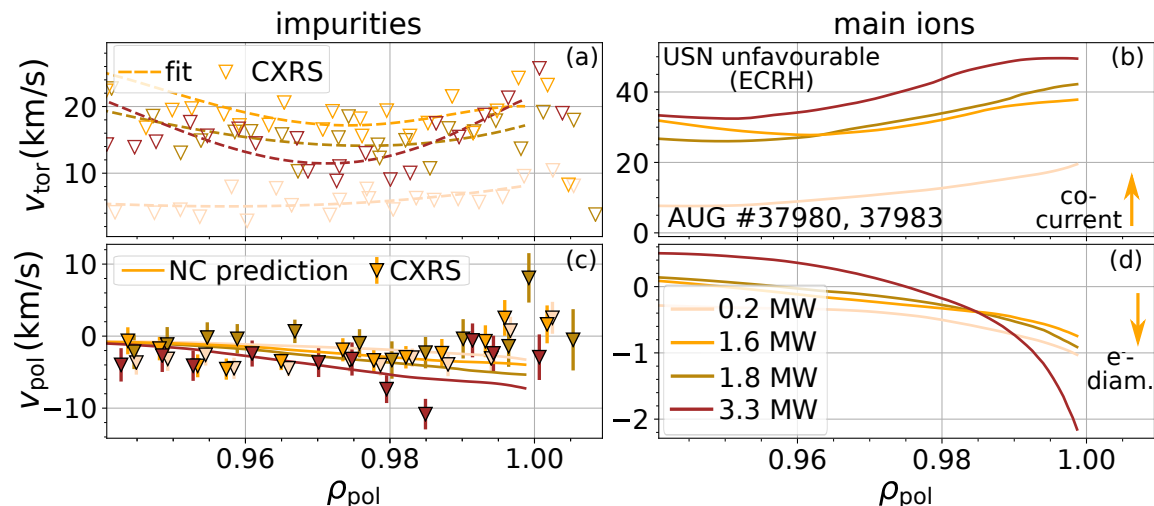 impurities
main ions
fit
CXRS
(a)
v_tor (km/s)
20
10
0
USN unfavourable
(ECRH)
(b)
40
20
0
AUG #37980, 37983
co-
current
NC prediction
CXRS
(c)
v_pol (km/s)
10
0
−10
0.96
0.98
1.00
ρ_pol
(d)
0
−1
−2
0.2 MW
1.6 MW
1.8 MW
3.3 MW
e⁻
diam.
0.96
0.98
1.00
ρ_pol